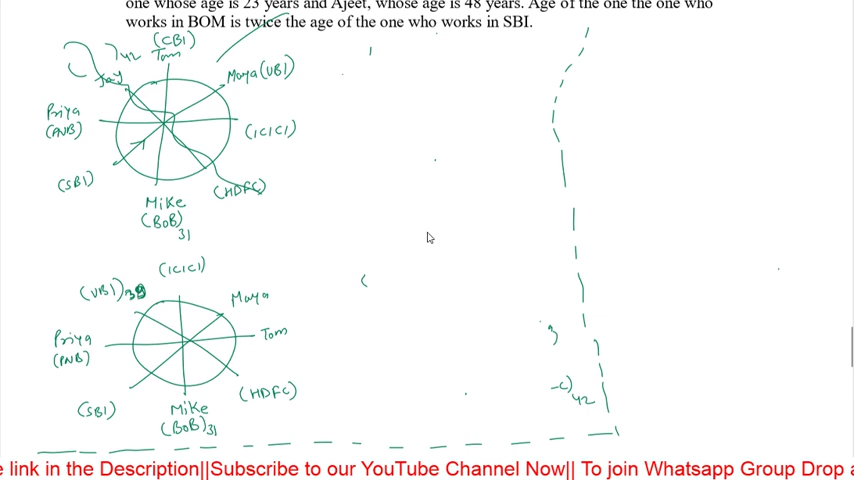 one whose age is 23 years and Ajeet, whose age is 48 years. Age of the one the one who
works in BOM is twice the age of the one who works in SBI.
(CBI)
42 Tom
Jay
Maya (UBI)
Priya
(PNB)
(ICICI)
(SBI)
(HDFC)
Mike
(BOB)
31
(ICICI)
(UBI) 39
Maya
Priya
(PNB)
Tom
(SBI)
(HDFC)
Mike
(BOB) 31
42
e link in the Description||Subscribe to our YouTube Channel Now|| To join Whatsapp Group Drop a